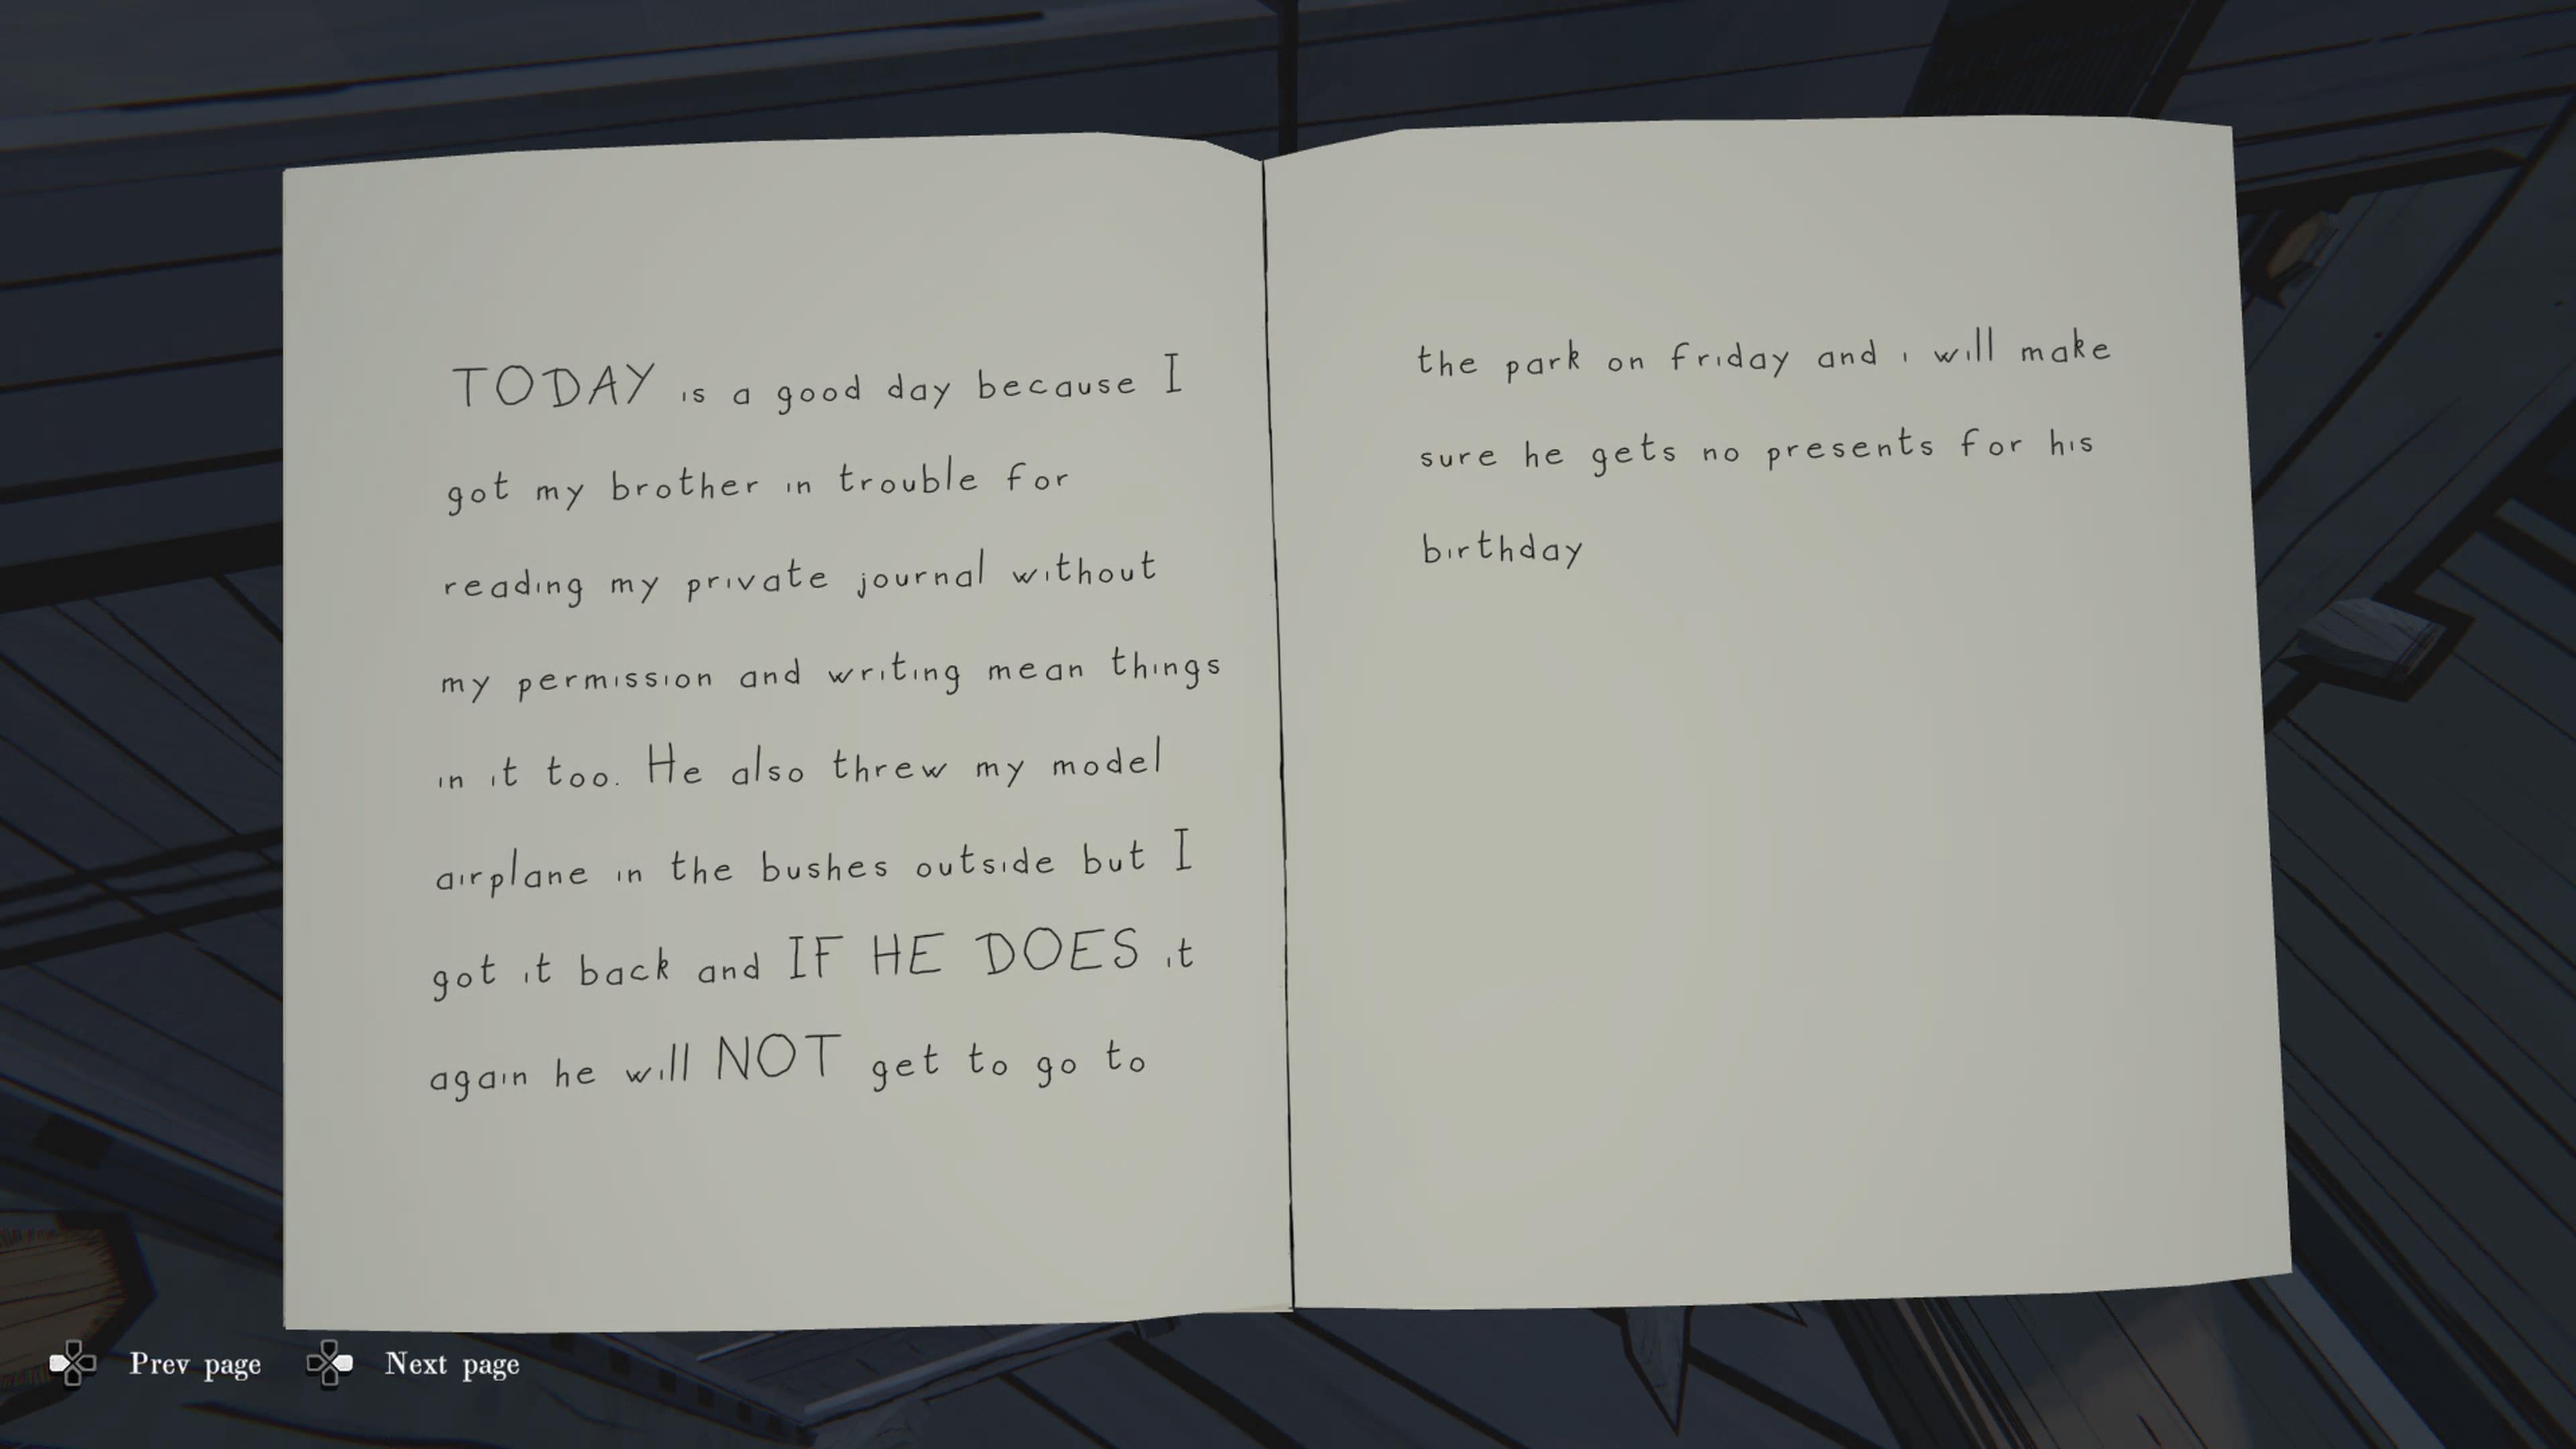 TODAY is a good day because I
got my brother in trouble for
reading my private journal without
my permission and writing mean things
in it too. He also threw my model
airplane in the bushes outside but I
got it back and IF HE DOES it
again he will NOT get to go to
the park on friday and i will make
sure he gets no presents for his
birthday
Prev page
Next page